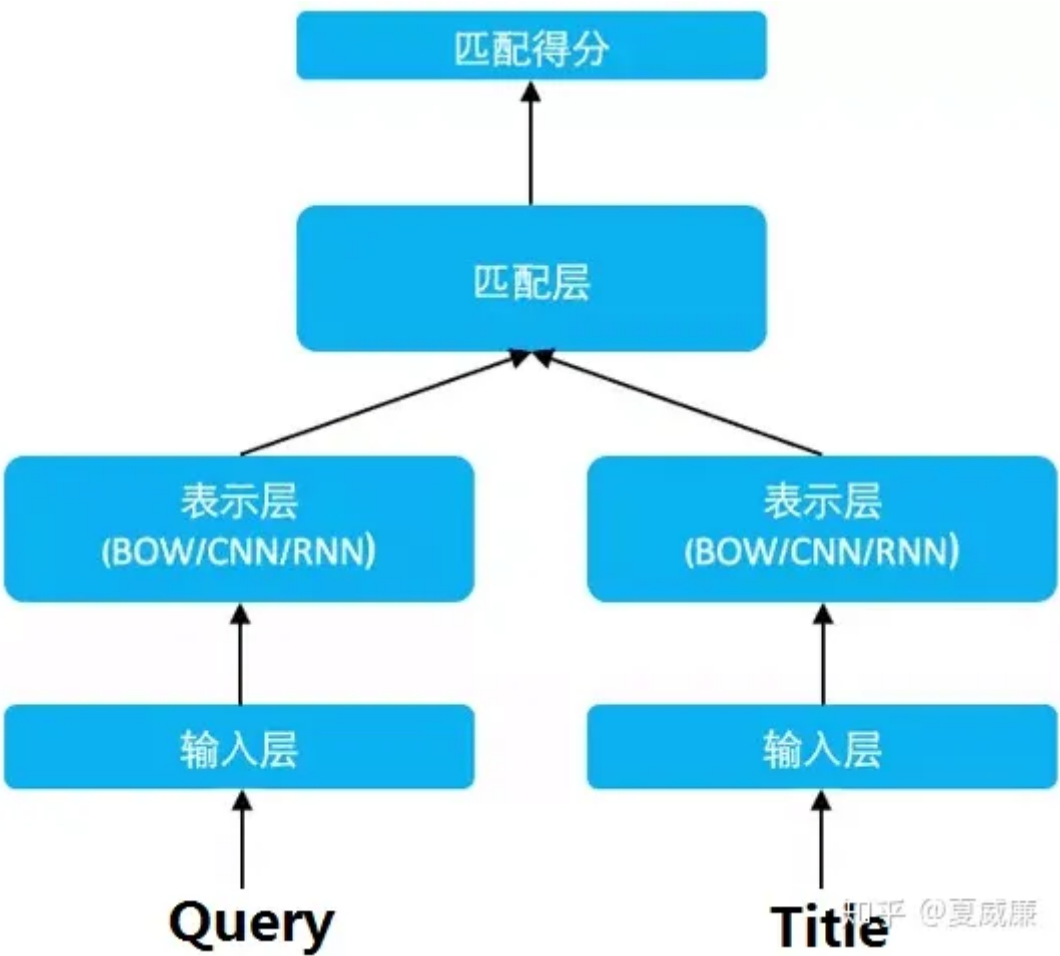 匹配得分
匹配层
表示层
(BOW/CNN/RNN)
表示层
(BOW/CNN/RNN)
输入层
输入层
Query
Title
知乎 @夏威廉